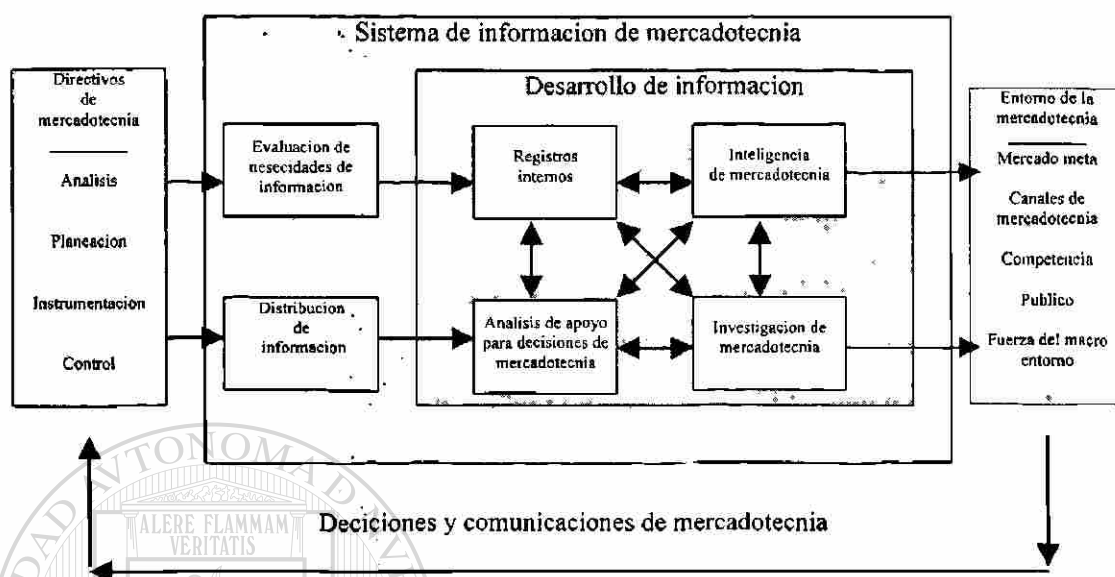 Sistema de informacion de mercadotecnia
Directivos
de
mercadotecnia
Analisis
Planeacion
Instrumentacion
Control
Evaluacion de
nesecidades de
informacion
Distribucion
de
informacion
Desarrollo de informacion
Registros
internos
Inteligencia
de mercadotecnia
Analisis de apoyo
para decisiones de
mercadotecnia
Investigacion de
mercadotecnia
Entorno de la
mercadotecnia
Mercado meta
Canales de
mercadotecnia
Competencia
Publico
Fuerza del macro
entorno
Deciciones y comunicaciones de mercadotecnia
ALERE FLAMMAM
VERITATIS